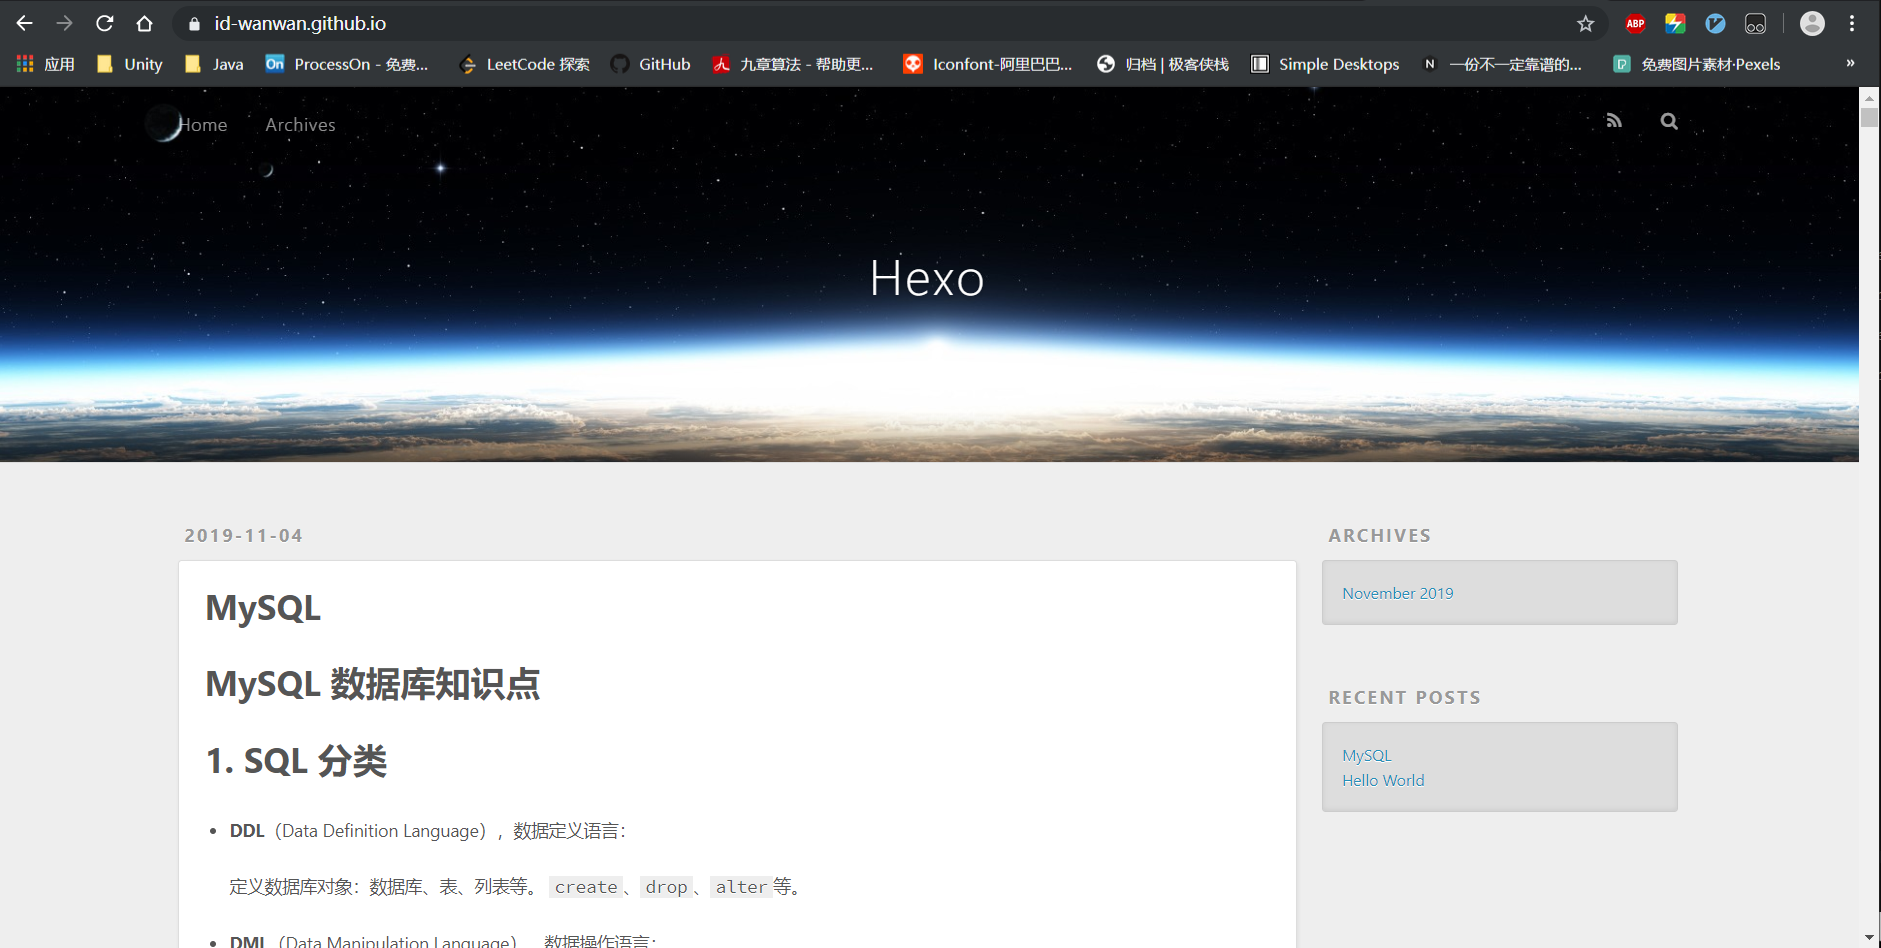 id-wanwan.github.io
ABP
应用 Unity Java On ProcessOn - 免费... LeetCode 探索 GitHub 九章算法 - 帮助更... Iconfont-阿里巴巴... 归档 | 极客侠栈 Simple Desktops N 一份不一定靠谱的... 免费图片素材·Pexels »
Home Archives
Hexo
2019-11-04
MySQL
MySQL 数据库知识点
1. SQL 分类
• DDL（Data Definition Language），数据定义语言：
定义数据库对象：数据库、表、列表等。 create、drop、alter等。
• DML（Data Manipulation Language），数据操作语言：
ARCHIVES
November 2019
RECENT POSTS
MySQL
Hello World